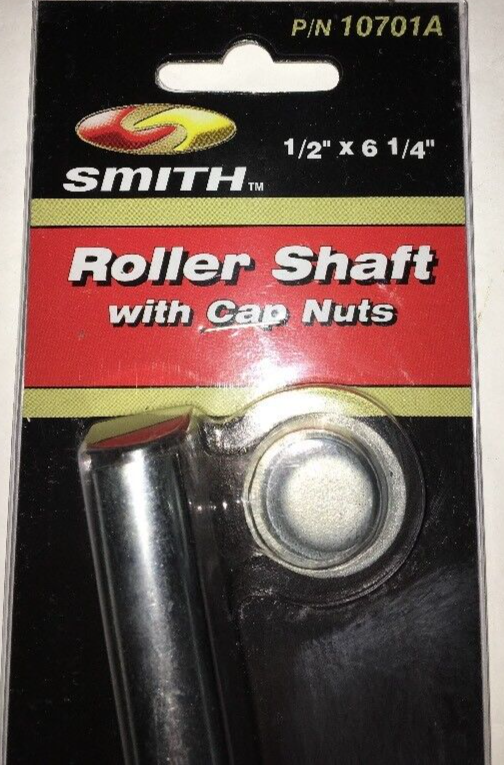 P/N 10701A
1/2" x 6 1/4"
SMITH™
Roller Shaft
with Cap Nuts